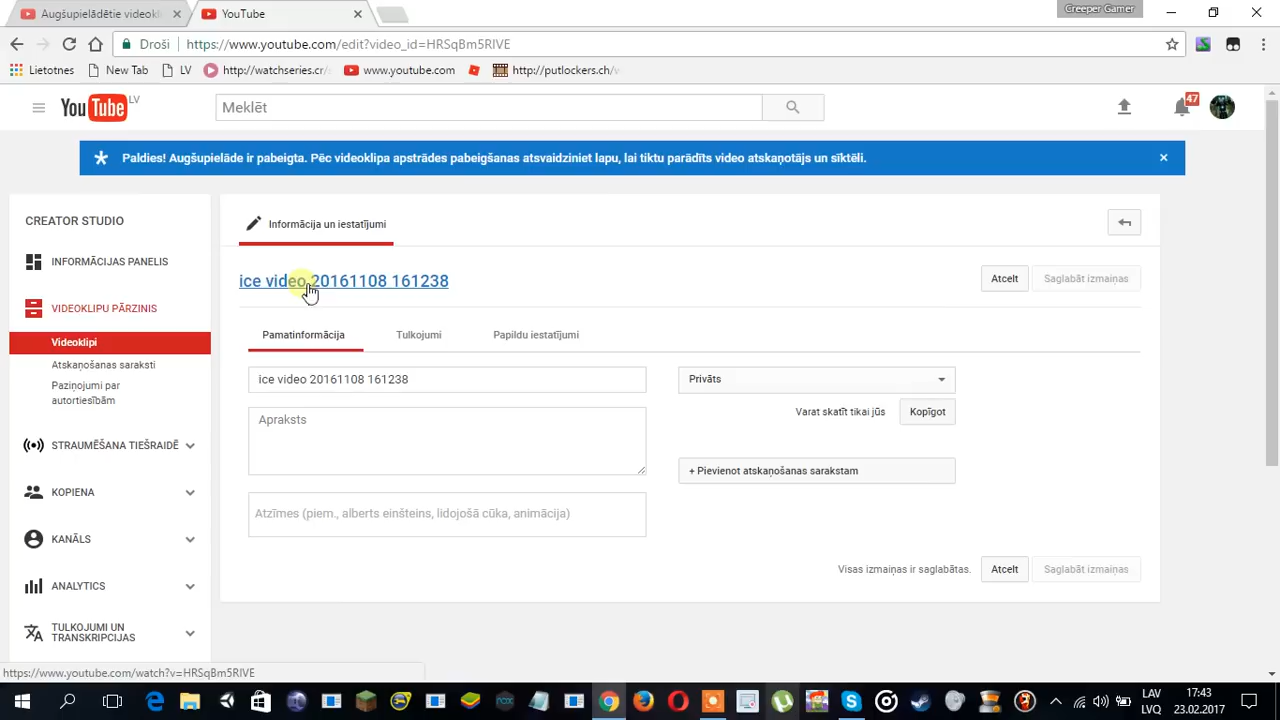 Augšupielādētie videokli
YouTube
Creeper Gamer
Droši
https://www.youtube.com/edit?video_id=HRSqBm5RIVE
Lietotnes
New Tab
LV
http://watchseries.cr/
www.youtube.com
http://putlockers.ch/w
YouTube LV
Meklēt
47
Paldies! Augšupielāde ir pabeigta. Pēc videoklipa apstrādes pabeigšanas atsvaidziniet lapu, lai tiktu parādīts video atskaņotājs un sīktēli.
CREATOR STUDIO
INFORMĀCIJAS PANELIS
VIDEOKLIPU PĀRZINIS
Videoklipi
Atskaņošanas saraksti
Paziņojumi par
autortiesībām
STRAUMĒŠANA TIEŠRAIDĒ
KOPIENA
KANĀLS
ANALYTICS
TULKOJUMI UN
TRANSKRIPCIJAS
Informācija un iestatījumi
ice video 20161108 161238
Atcelt
Saglabāt izmaiņas
Pamatinformācija
Tulkojumi
Papildu iestatījumi
ice video 20161108 161238
Privāts
Apraksts
Varat skatīt tikai jūs
Kopīgot
+ Pievienot atskaņošanas sarakstam
Atzīmes (piem., alberts einšteins, lidojošā cūka, animācija)
Visas izmaiņas ir saglabātas.
Atcelt
Saglabāt izmaiņas
https://www.youtube.com/watch?v=HRSqBm5RIVE
LAV
LVQ
17:43
23.02.2017